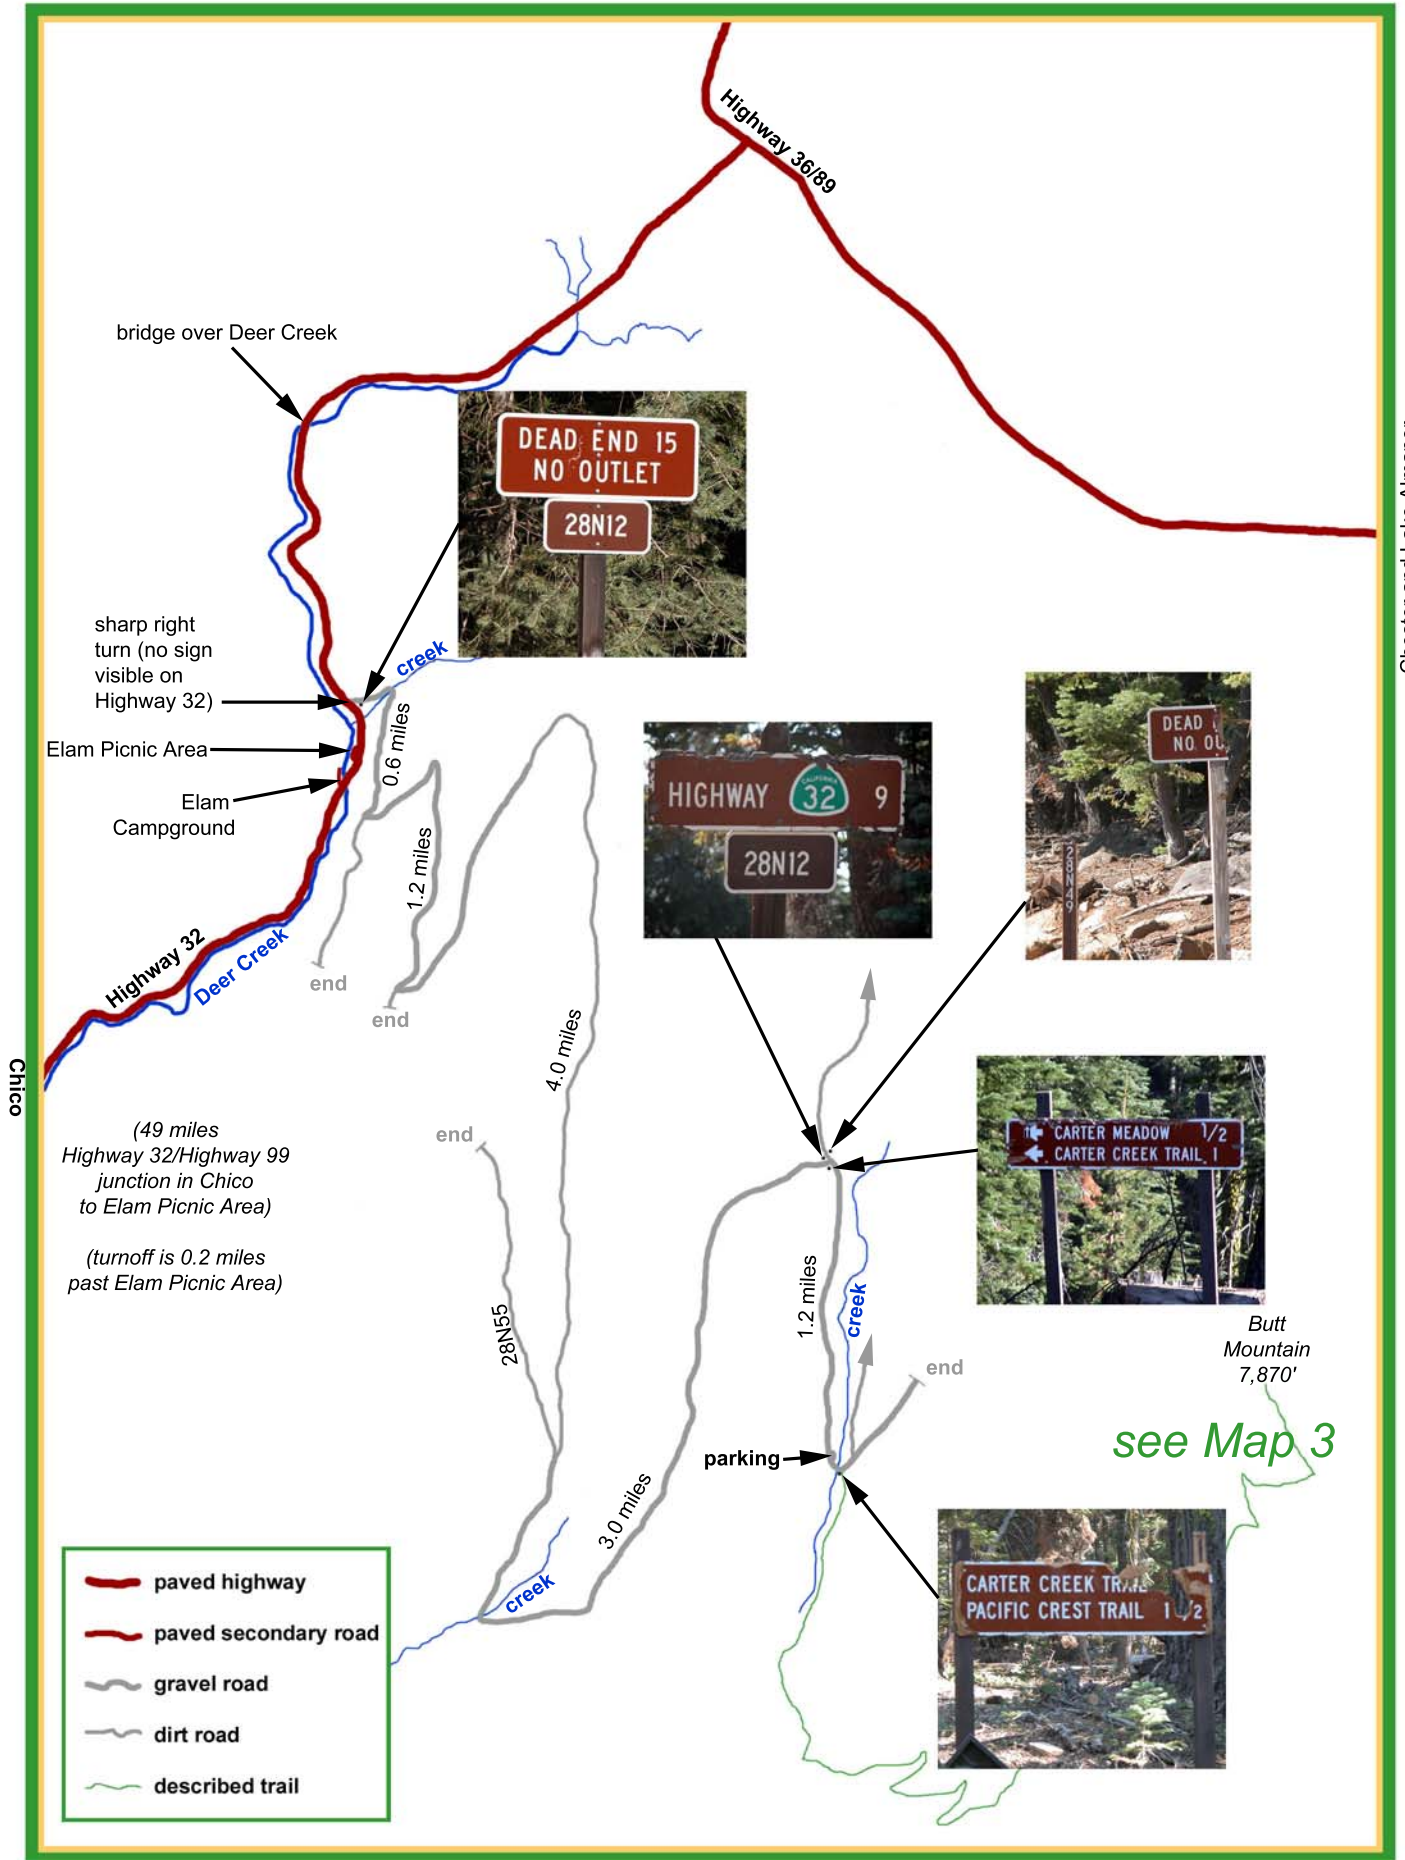 Highway 36/89
bridge over Deer Creek
DEAD END 15
NO OUTLET
28N12
sharp right
turn (no sign
visible on
Highway 32)
creek
Elam Picnic Area
0.6 miles
Elam
Campground
1.2 miles
HIGHWAY CALIFORNIA 32 9
28N12
DEAD
NO OU
28N49
Highway 32
Deer Creek
end
end
Chico
4.0 miles
(49 miles
Highway 32/Highway 99
junction in Chico
to Elam Picnic Area)
(turnoff is 0.2 miles
past Elam Picnic Area)
end
28N55
CARTER MEADOW 1/2
CARTER CREEK TRAIL 1
1.2 miles
creek
end
Butt
Mountain
7,870'
see Map 3
parking
3.0 miles
creek
CARTER CREEK TRAIL
PACIFIC CREST TRAIL 1 1/2
paved highway
paved secondary road
gravel road
dirt road
described trail